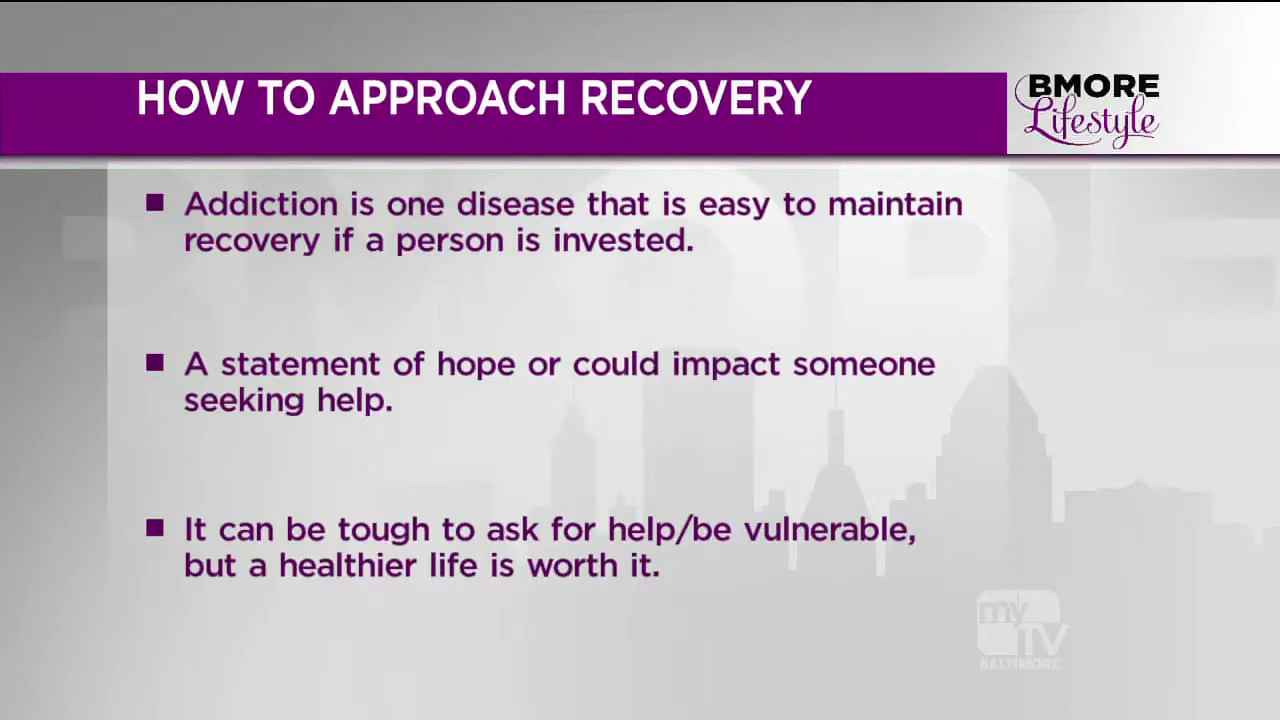 HOW TO APPROACH RECOVERY
BMORE
Lifestyle
■ Addiction is one disease that is easy to maintain
recovery if a person is invested.
■ A statement of hope or could impact someone
seeking help.
■ It can be tough to ask for help/be vulnerable,
but a healthier life is worth it.
my
TV
BALTIMORE